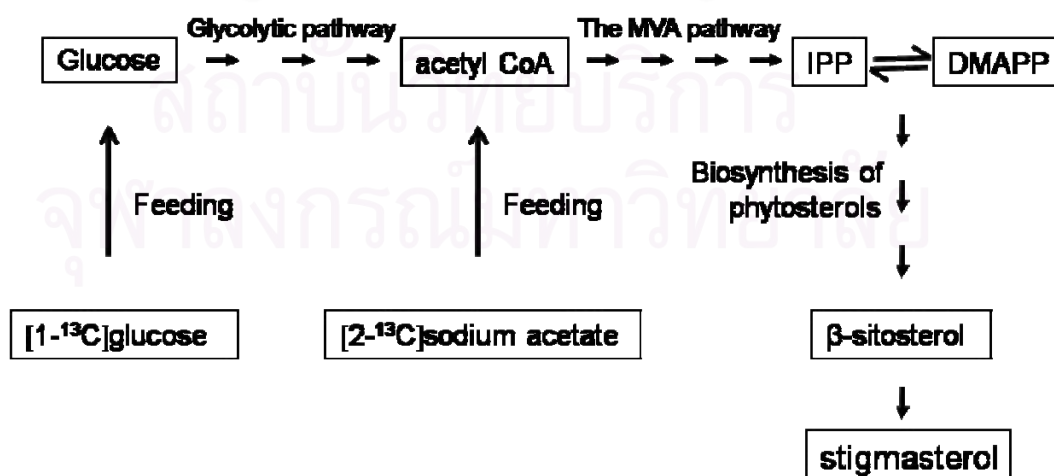 Glycolytic pathway
The MVA pathway
Glucose
acetyl CoA
IPP
DMAPP
สถาบันวิทยบริการ
Biosynthesis of
Feeding
Feeding
phytosterols
จุฬาลงกรณ์มหาวิทยาลัย
[1-¹³C]glucose
[2-¹³C]sodium acetate
β-sitosterol
stigmasterol